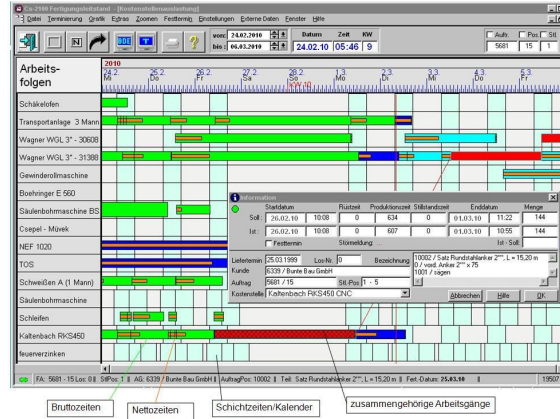 Cs-2100 Fertigungsleitstand - [Kostenstellenauslastung]
Datei Terminierung Grafik Extras Zoomen Festtermin Einstellungen Externe Daten Fenster Hilfe
von: 24.02.2010
bis: 06.03.2010
Datum Zeit KW
24.02.10 05:46 9
Auftr. Pos. Stl.
5681 15 1
Arbeits-
folgen
2010
24.2. 25.2. 26.2. 27.2. 28.2. 1.3. 2.3. 3.3. 4.3. 5.3.
Mi Do Fr Sa So Mo Di Mi Do Fr
KW 10
Schäkelofen
Transportanlage 3 Mann
Wagner WGL 3" - 30608
Wagner WGL 3" - 31388
Gewinderollmaschine
Boehringer E 560
Säulenbohrmaschine BS
Csepel - Müvek
NEF 1020
TOS
Schweißen A (1 Mann)
Säulenbohrmaschine
Schleifen
Kaltenbach RKS450
feuerverzinken
Information
Startdatum Rüstzeit Produktionszeit Stillstandszeit Enddatum Menge
Soll: 26.02.10 10:08 0 634 0 01.03.10 11:22 144
Ist: 26.02.10 10:08 0 607 0 01.03.10 10:55 144
Festtermin Störmeldung: Ist - Soll:
Liefertermin 25.03.1999 Los-Nr. 0 Bezeichnung
10002 / Satz Rundstahlanker 2"", L = 15,20 m
0 / vord. Anker 2"" x 75
1001 / sägen
Kunde 6339 / Bunte Bau GmbH
Auftrag 5681 / 15 Stl.-Pos 1 - 5
Kostenstelle Kaltenbach RKS450 CNC
Abbrechen Hilfe OK
FA: 5681 - 15 Los: 0 StPos: 1 AG: 6339 / Bunte Bau GmbH AuftragPos: 10002 Teil: Satz Rundstahlanker 2"", L = 15,20 m Fert.-Datum: 25.03.10 19507
Bruttozeiten
Nettozeiten
Schichtzeiten/Kalender
zusammengehörige Arbeitsgänge